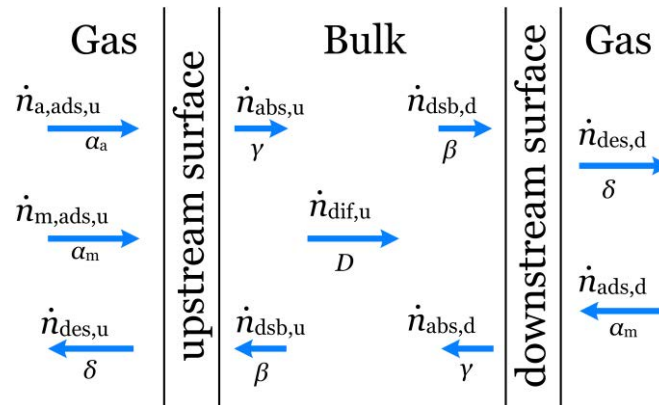 Gas
Bulk
Gas
upstream surface
downstream surface
ṅa,ads,u
αa
ṅabs,u
γ
ṅdsb,d
β
ṅdes,d
δ
ṅm,ads,u
αm
ṅdif,u
D
ṅads,d
αm
ṅdes,u
δ
ṅdsb,u
β
ṅabs,d
γ